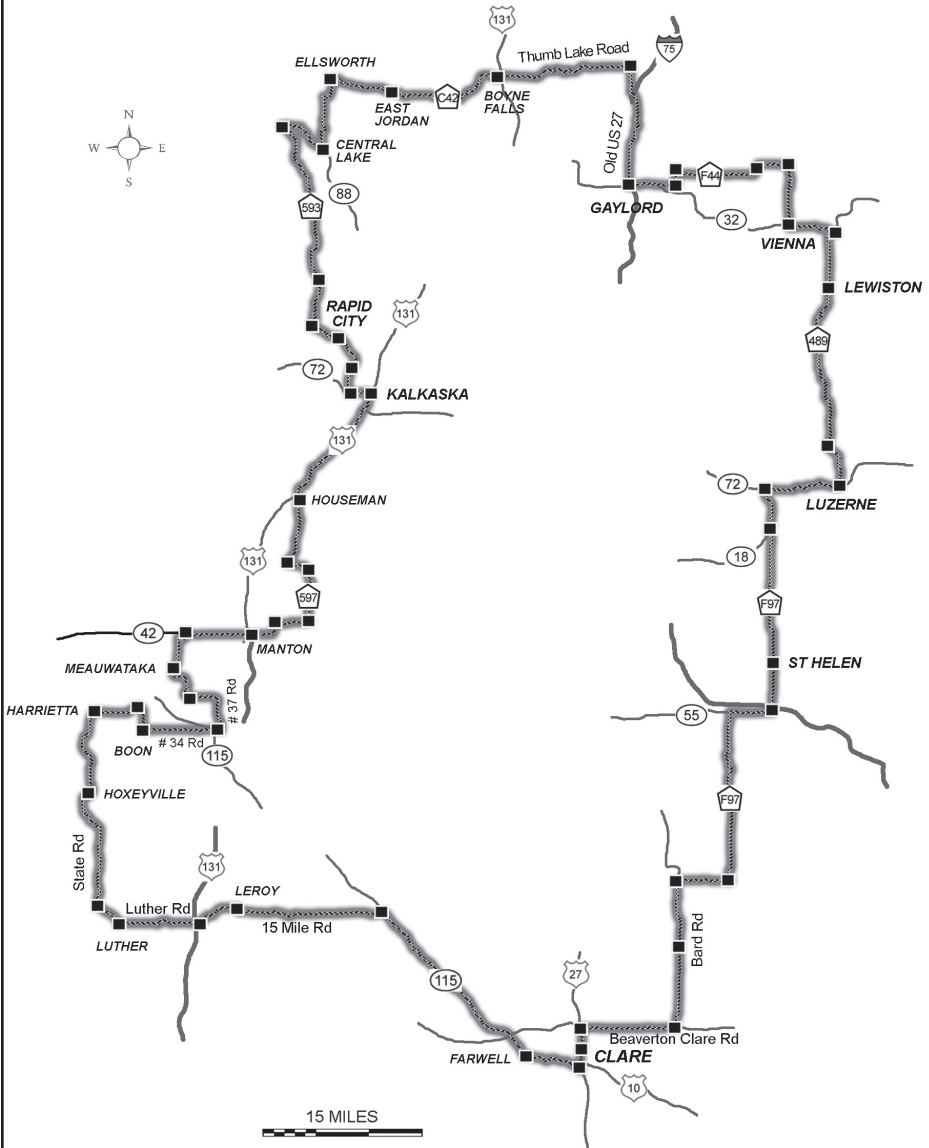 131
Thumb Lake Road
75
ELLSWORTH
C42
EAST
JORDAN
BOYNE
FALLS
Old US 27
N
W
E
S
CENTRAL
LAKE
88
593
F44
GAYLORD
32
VIENNA
LEWISTON
489
RAPID
CITY
131
72
KALKASKA
131
HOUSEMAN
72
LUZERNE
18
131
597
F97
42
MANTON
MEAUWATAKA
ST HELEN
# 37 Rd
HARRIETTA
55
BOON
# 34 Rd
115
HOXEYVILLE
F97
State Rd
131
LEROY
Luther Rd
15 Mile Rd
LUTHER
Bard Rd
115
27
Beaverton Clare Rd
FARWELL
CLARE
10
15 MILES